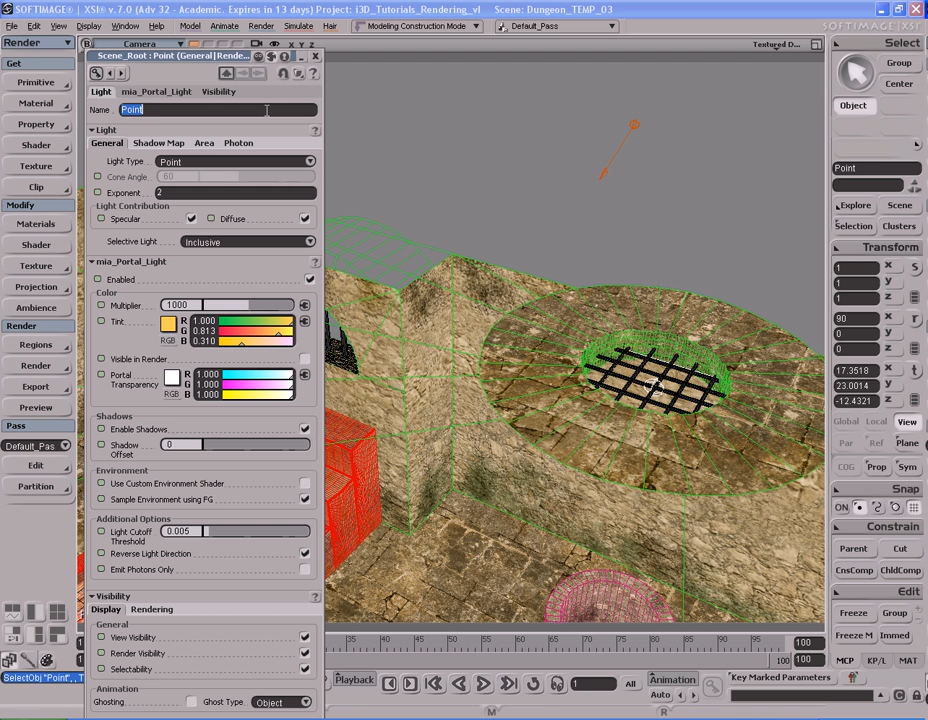 SOFTIMAGE® | XSI® v.7.0 (Adv 32 - Academic. Expires in 13 days) Project: i3D_Tutorials_Rendering_v1    Scene: Dungeon_TEMP_03
File Edit View Display Window Model Animate Render Simulate Hair
Modeling Construction Mode
Default_Pass
SOFTIMAGE | XSI
Render
Get
Primitive
Material
Property
Shader
Texture
Clip
Modify
Materials
Shader
Texture
Projection
Ambience
Render
Regions
Render
Export
Preview
Pass
Default_Pas
Edit
Partition
B Camera
X Y Z
Textured D...
Scene_Root : Point (General|Rende...
Light mia_Portal_Light Visibility
Name Point
Light
General Shadow Map Area Photon
Light Type Point
Cone Angle 60
Exponent 2
Light Contribution
Specular Diffuse
Selective Light Inclusive
mia_Portal_Light
Enabled
Color
Multiplier 1000
Tint R 1.000
G 0.813
RGB B 0.310
Visible in Render
Portal Transparency R 1.000
G 1.000
RGB B 1.000
Shadows
Enable Shadows
Shadow Offset 0
Environment
Use Custom Environment Shader
Sample Environment using FG
Additional Options
Light Cutoff Threshold 0.005
Reverse Light Direction
Emit Photons Only
Visibility
Display Rendering
General
View Visibility
Render Visibility
Selectability
Animation
Ghosting Ghost Type Object
Select
Group
Center
Object
Point
Explore Scene
Selection Clusters
Transform
1 x s
1 y
1 z
90 x r
0 y
0 z
17.3518 x t
23.0014 y
-12.4321 z
Global Local View
Par Ref Plane
COG Prop Sym
Snap
ON
Constrain
Parent Cut
CnsComp ChldComp
Edit
Freeze Group
Freeze M Immed
MCP KP/L MAT
35 40 45 50 55 60 65 70 75 80 85 90 95
100
100 100
SelectObj "Point", , T
Playback
1 All
Animation
Auto
Key Marked Parameters
C
M R